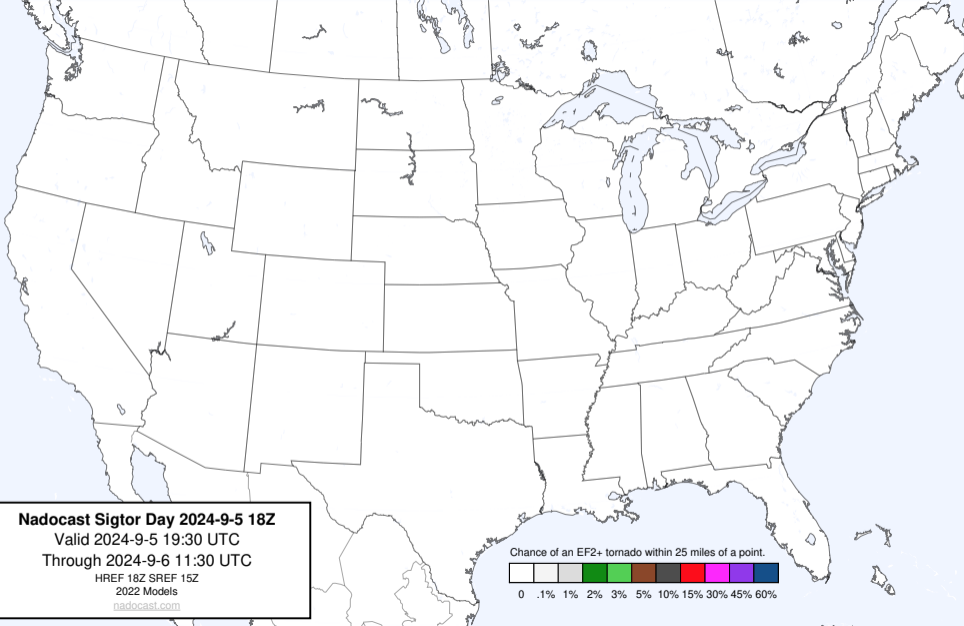 Nadocast Sigtor Day 2024-9-5 18Z
Valid 2024-9-5 19:30 UTC
Through 2024-9-6 11:30 UTC
HREF 18Z SREF 15Z
2022 Models
nadocast.com
Chance of an EF2+ tornado within 25 miles of a point.
0 .1% 1% 2% 3% 5% 10% 15% 30% 45% 60%